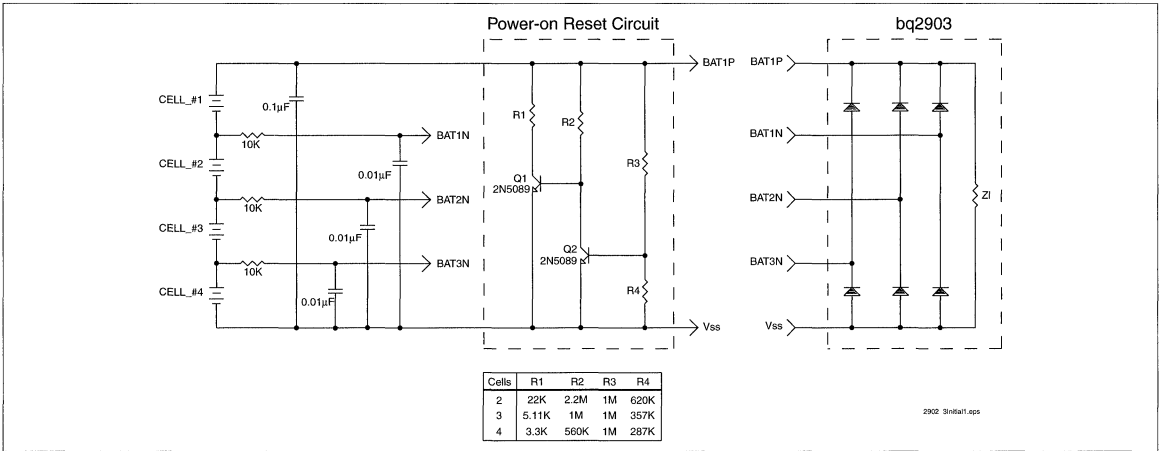 Power-on Reset Circuit
bq2903
BAT1P
BAT1P
CELL_#1
0.1µF
R1
R2
BAT1N
BAT1N
10K
R3
CELL_#2
0.01µF
Q1
2N5089
ZI
BAT2N
BAT2N
10K
CELL_#3
0.01µF
Q2
2N5089
BAT3N
BAT3N
10K
R4
CELL_#4
0.01µF
Vss
Vss
Cells R1 R2 R3 R4
2 22K 2.2M 1M 620K
3 5.11K 1M 1M 357K
4 3.3K 560K 1M 287K
2902_3Initial1.eps